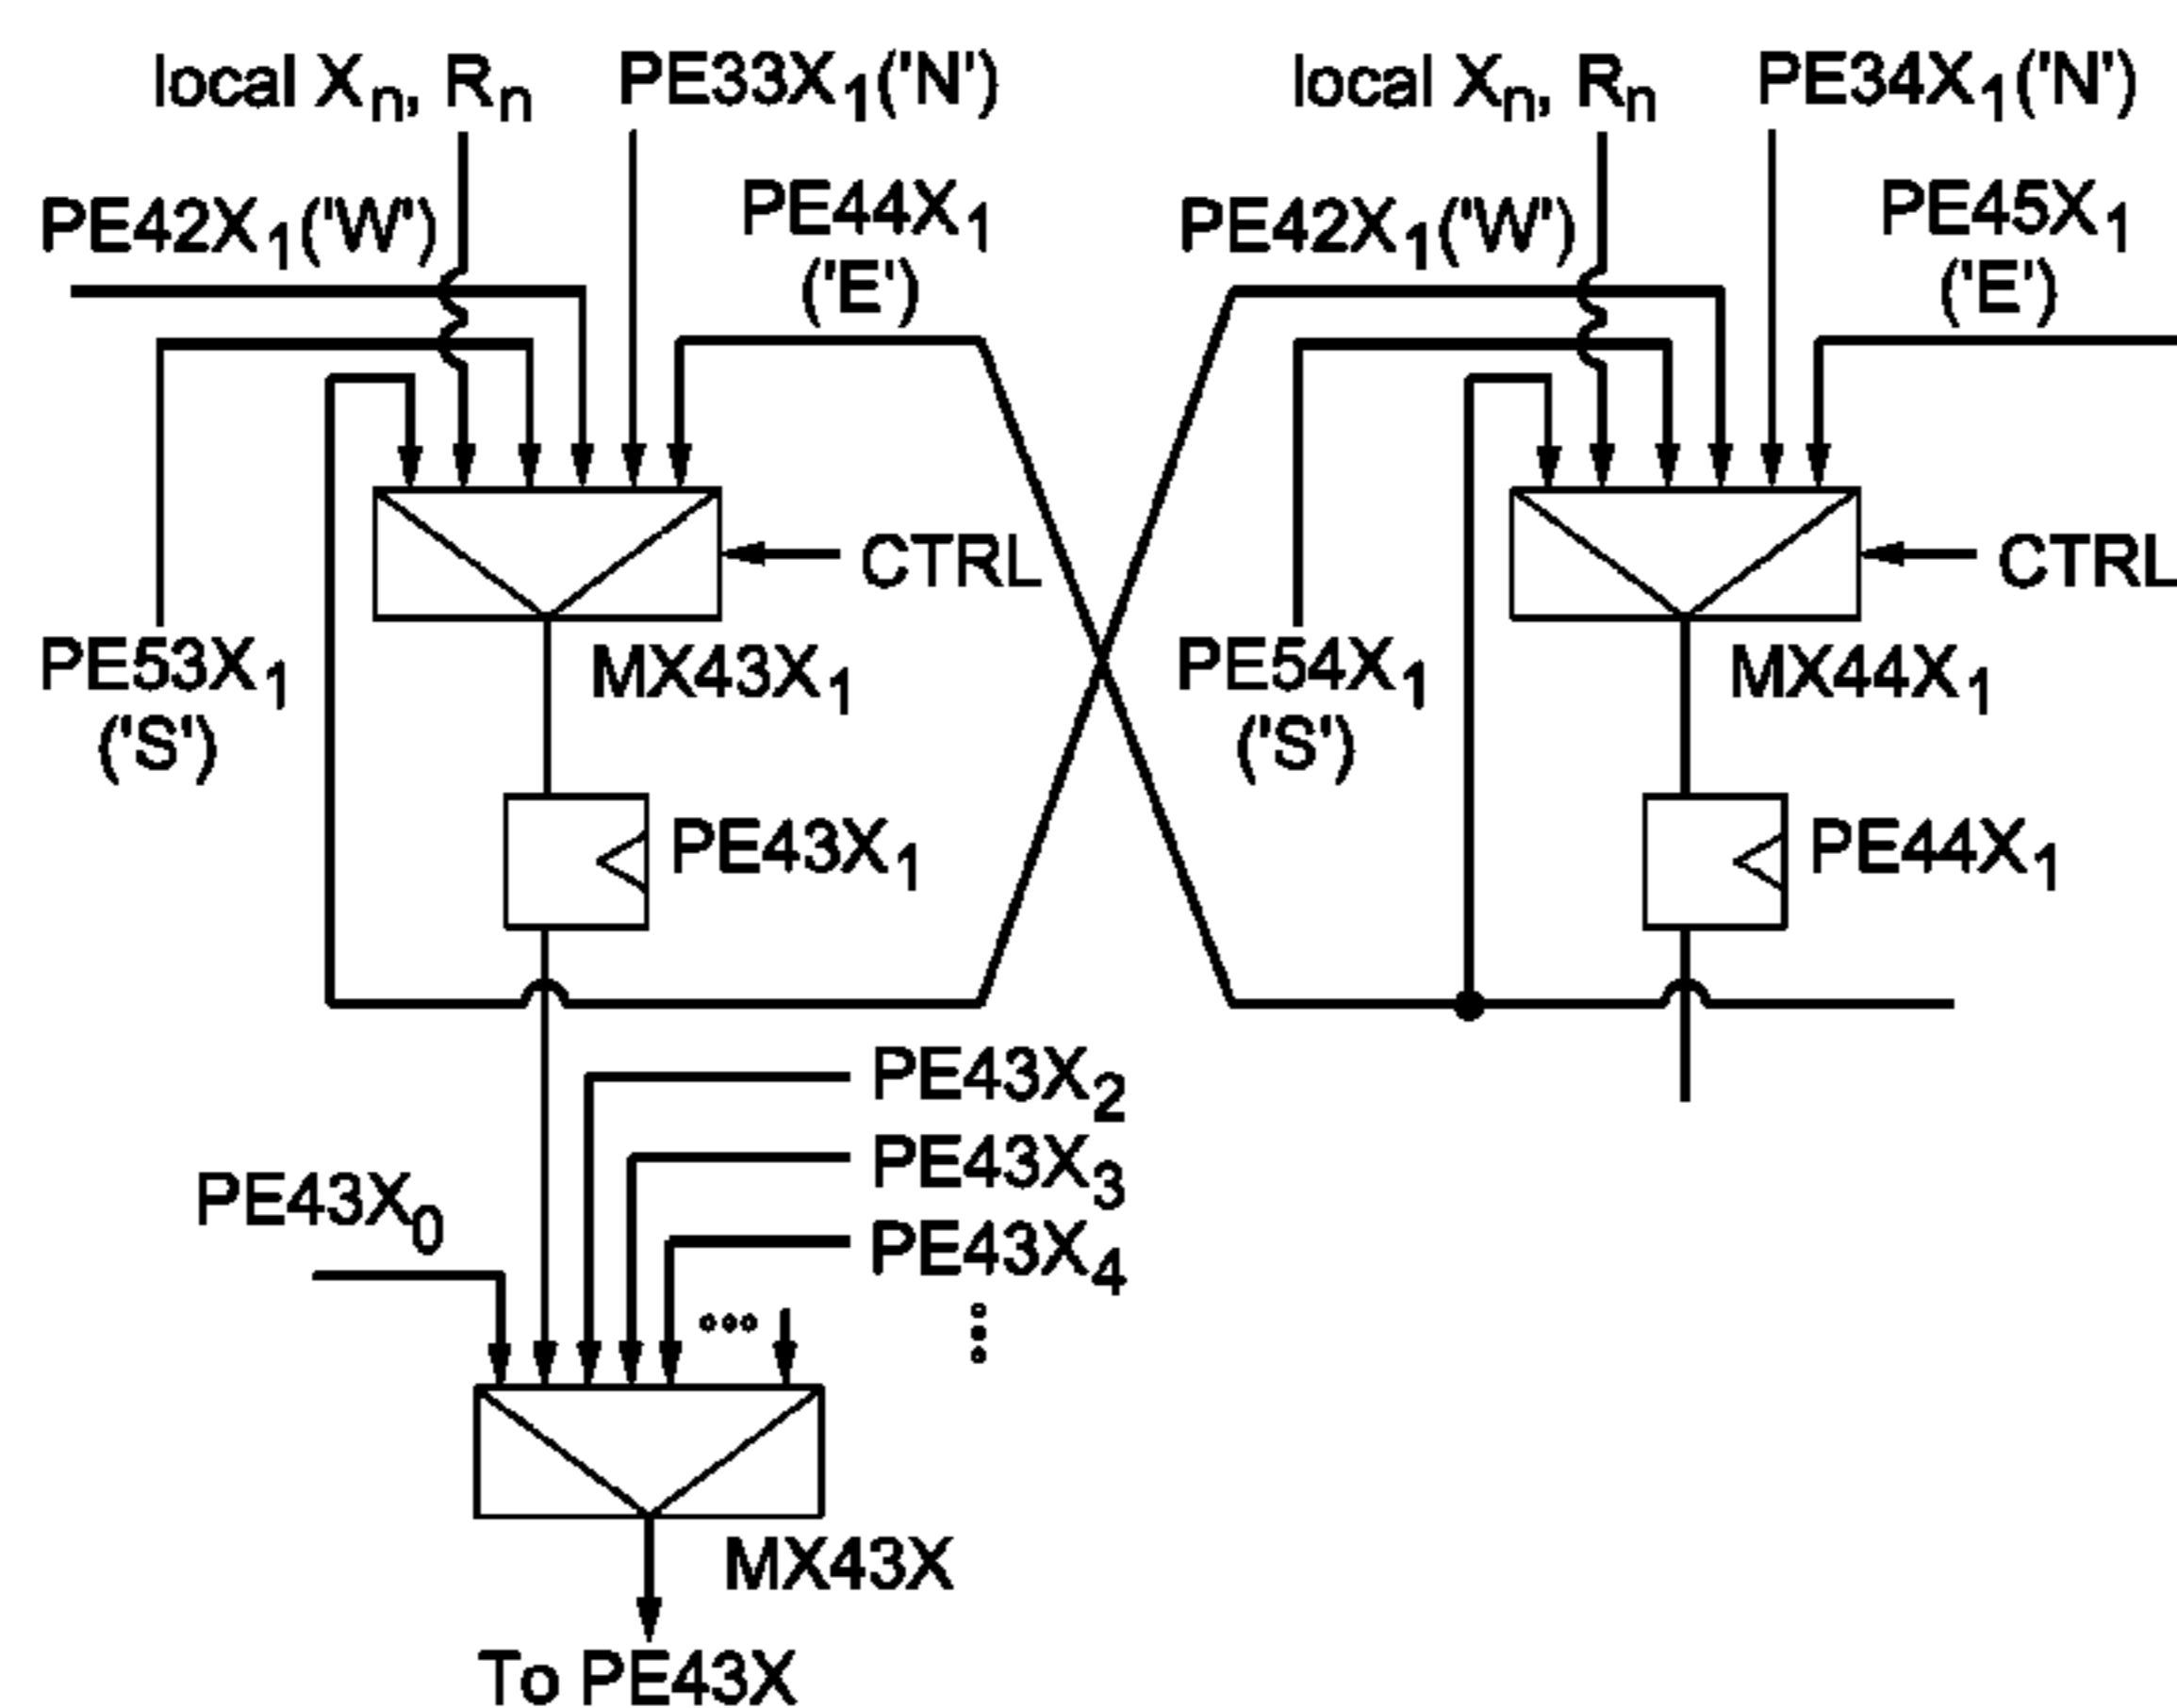 local Xn, Rn
PE33X1('N')
local Xn, Rn
PE34X1('N')
PE42X1('W')
PE44X1
('E')
PE42X1('W')
PE45X1
('E')
CTRL
CTRL
PE53X1
('S')
MX43X1
PE54X1
('S')
MX44X1
PE43X1
PE44X1
PE43X2
PE43X3
PE43X0
PE43X4
MX43X
To PE43X